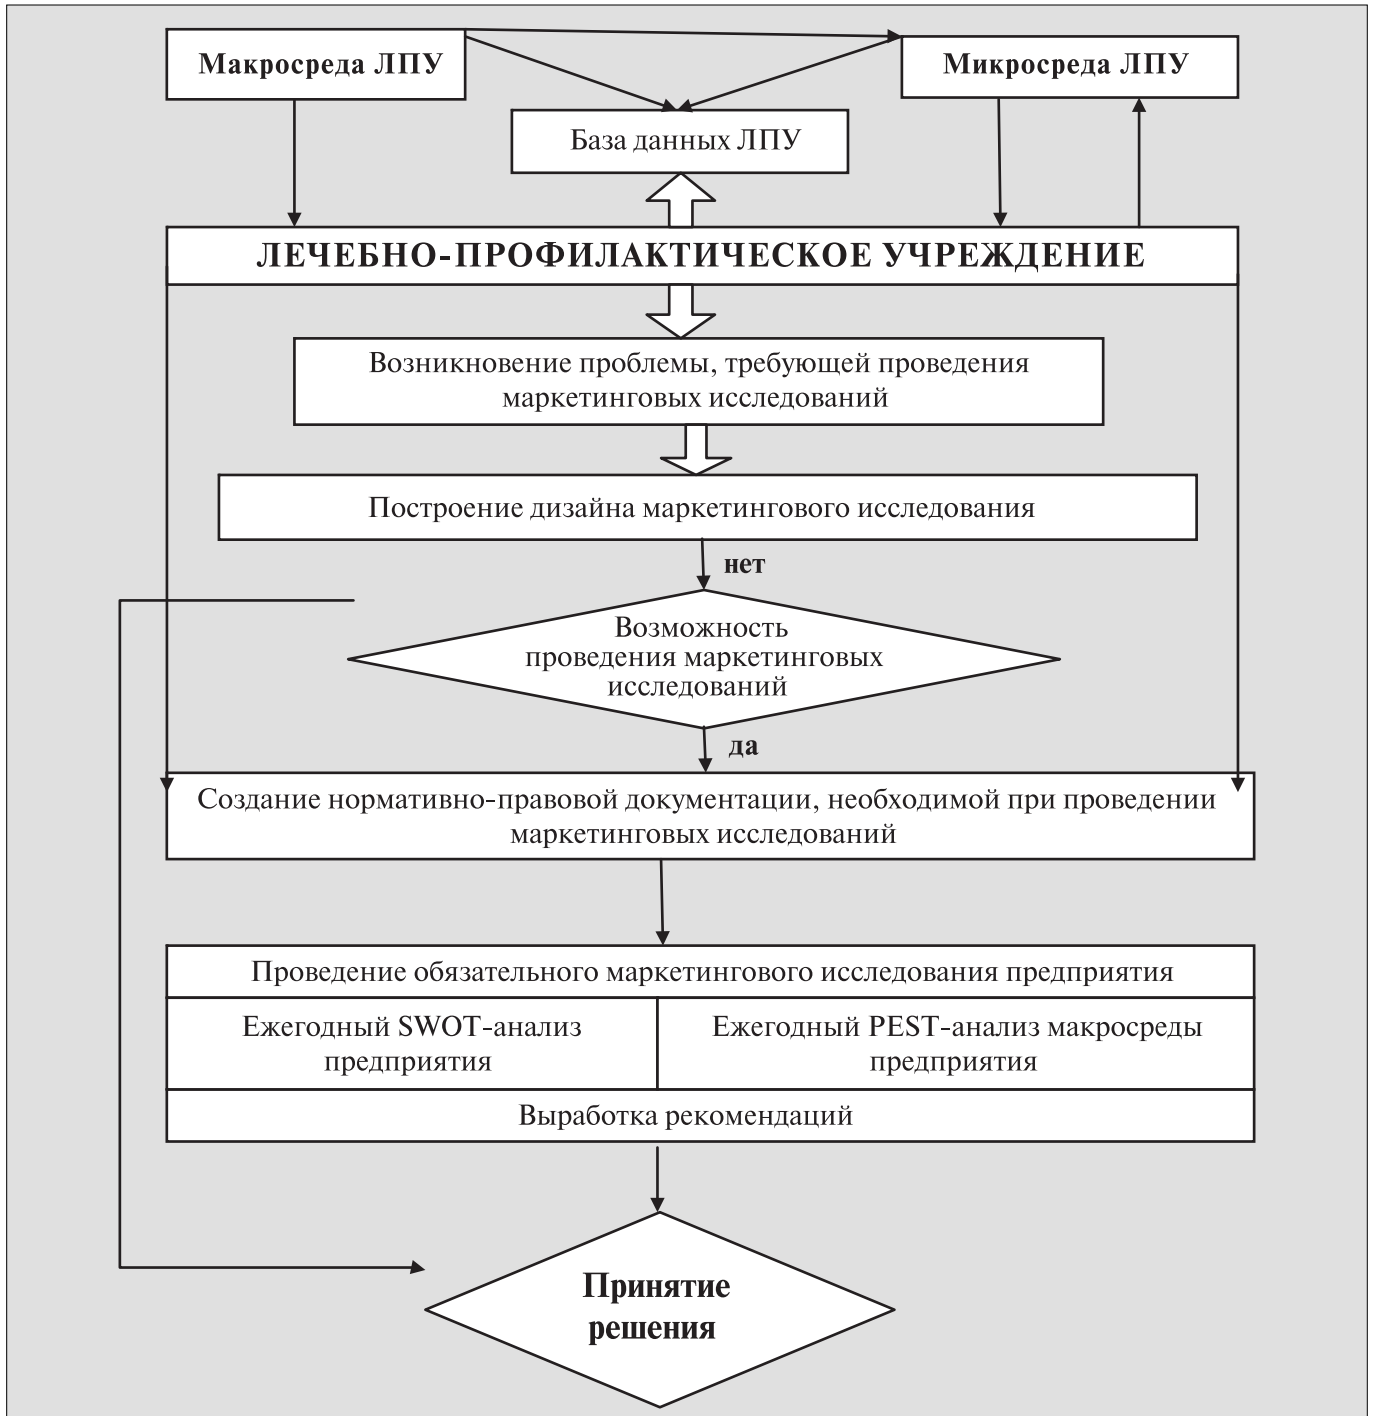 Макросреда ЛПУ
Микросреда ЛПУ
База данных ЛПУ
ЛЕЧЕБНО-ПРОФИЛАКТИЧЕСКОЕ УЧРЕЖДЕНИЕ
Возникновение проблемы, требующей проведения
маркетинговых исследований
Построение дизайна маркетингового исследования
нет
Возможность
проведения маркетинговых
исследований
да
Создание нормативно-правовой документации, необходимой при проведении
маркетинговых исследований
Проведение обязательного маркетингового исследования предприятия
Ежегодный SWOT-анализ
предприятия
Ежегодный PEST-анализ макросреды
предприятия
Выработка рекомендаций
Принятие
решения